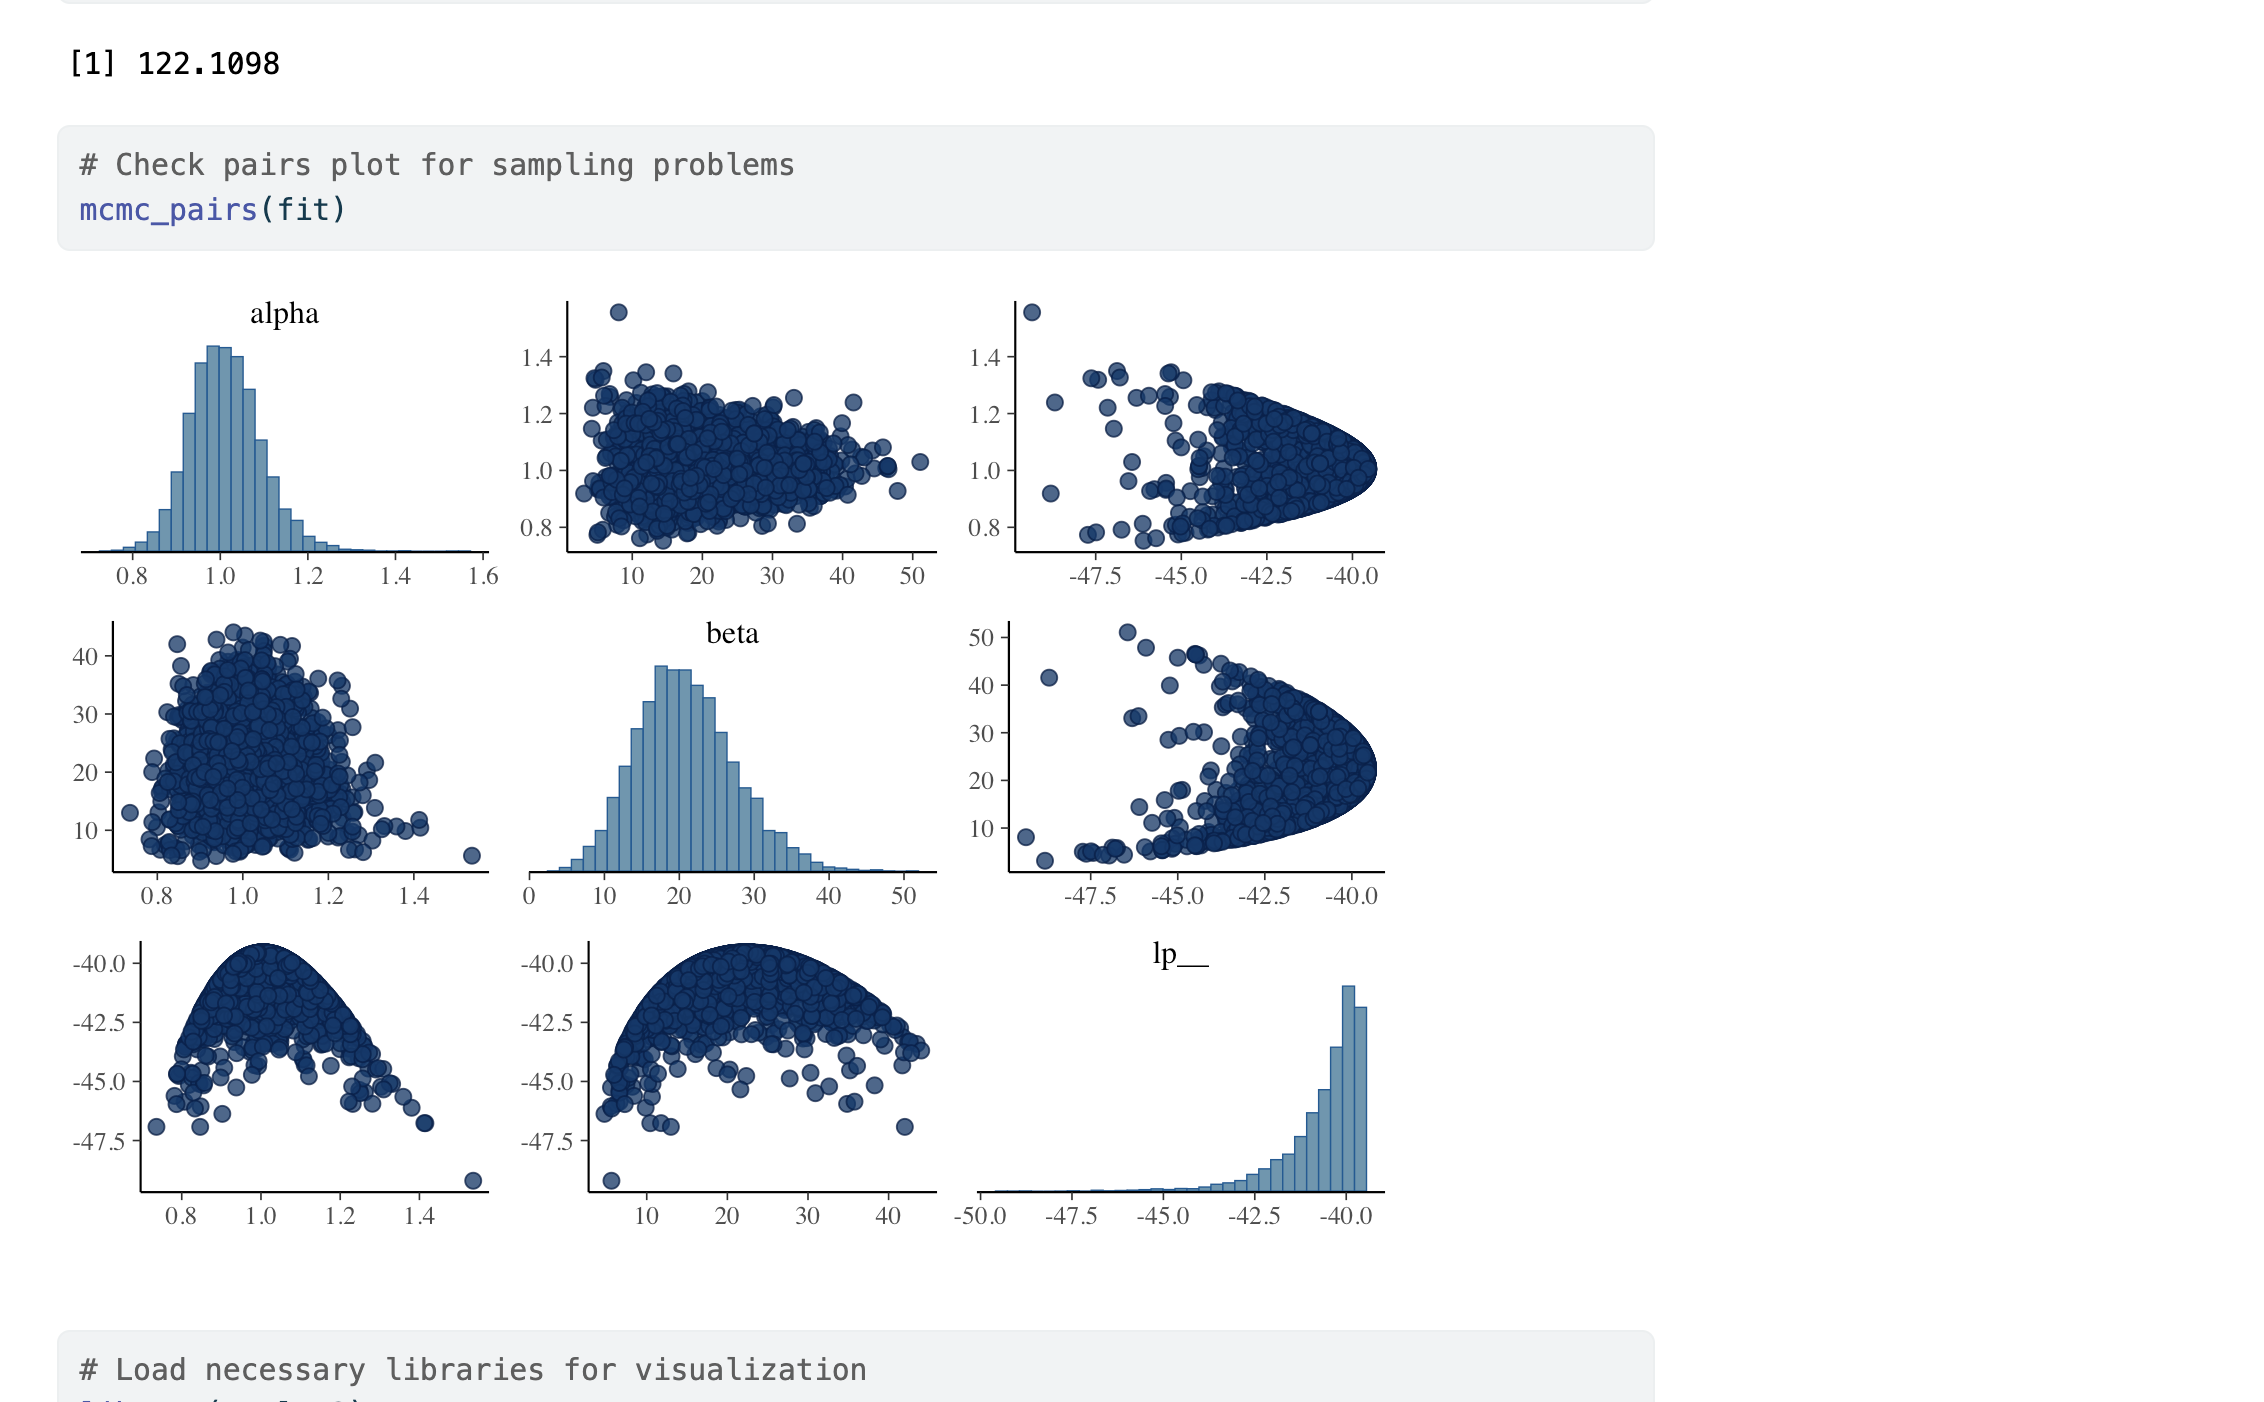 [1] 122.1098
# Check pairs plot for sampling problems
mcmc_pairs(fit)
alpha
0.8 1.0 1.2 1.4 1.6
1.4
1.2
1.0
0.8
10 20 30 40 50
1.4
1.2
1.0
0.8
-47.5 -45.0 -42.5 -40.0
40
30
20
10
0.8 1.0 1.2 1.4
beta
0 10 20 30 40 50
50
40
30
20
10
-47.5 -45.0 -42.5 -40.0
-40.0
-42.5
-45.0
-47.5
0.8 1.0 1.2 1.4
-40.0
-42.5
-45.0
-47.5
10 20 30 40
lp__
-50.0 -47.5 -45.0 -42.5 -40.0
# Load necessary libraries for visualization